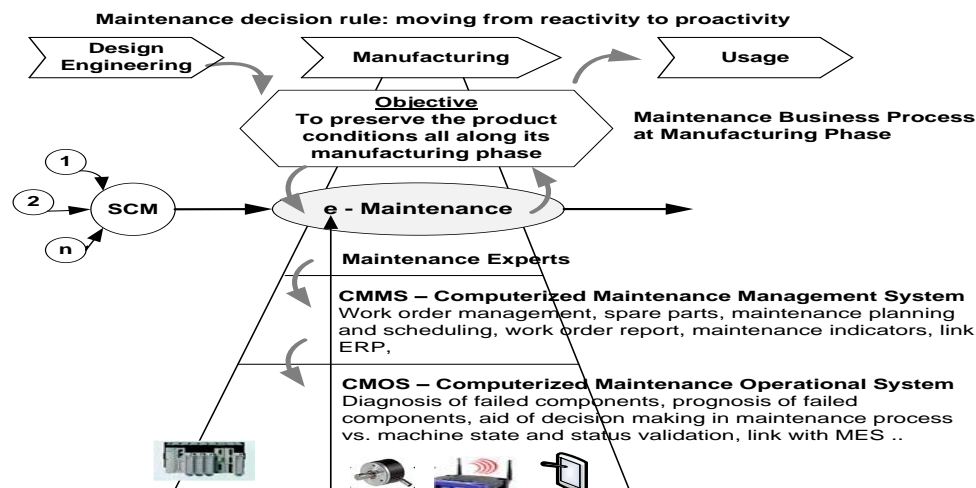 Maintenance decision rule: moving from reactivity to proactivity
Design
Engineering
Manufacturing
Usage
Objective
To preserve the product
conditions all along its
manufacturing phase
Maintenance Business Process
at Manufacturing Phase
1
2
n
SCM
e - Maintenance
Maintenance Experts
CMMS – Computerized Maintenance Management System
Work order management, spare parts, maintenance planning
and scheduling, work order report, maintenance indicators, link
ERP,
CMOS – Computerized Maintenance Operational System
Diagnosis of failed components, prognosis of failed
components, aid of decision making in maintenance process
vs. machine state and status validation, link with MES ..